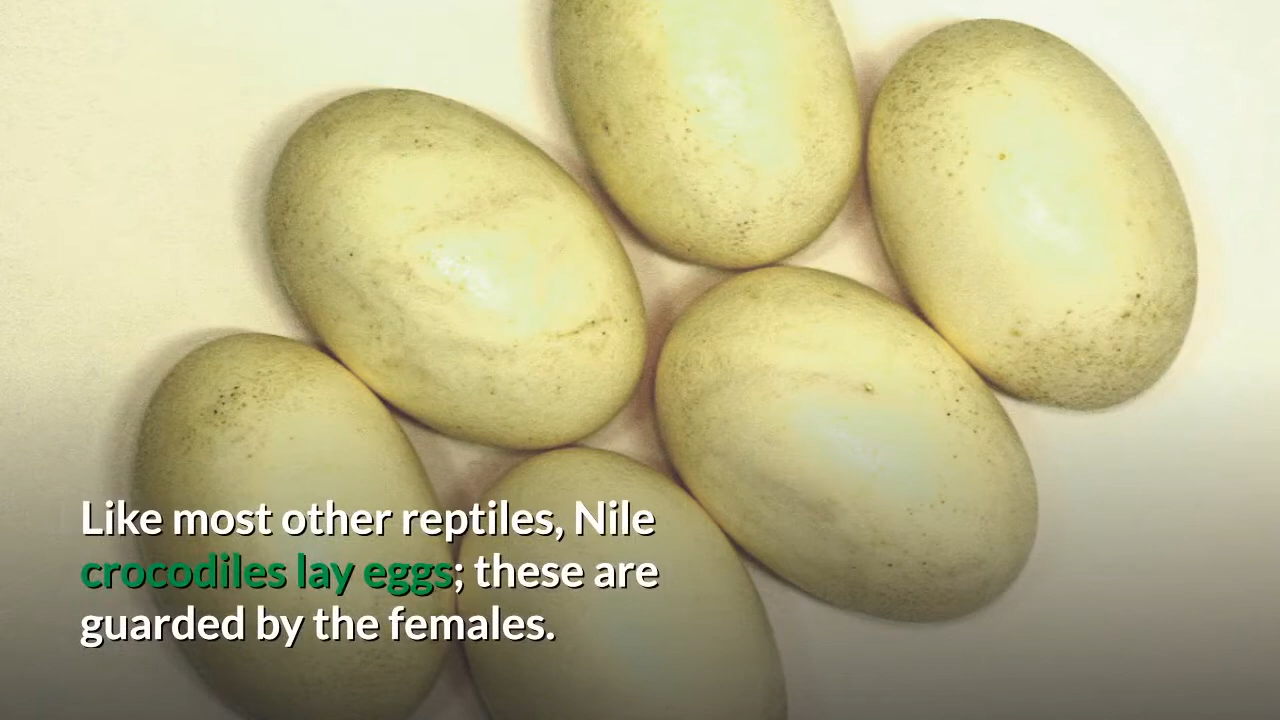 Like most other reptiles, Nile
crocodiles lay eggs; these are
guarded by the females.